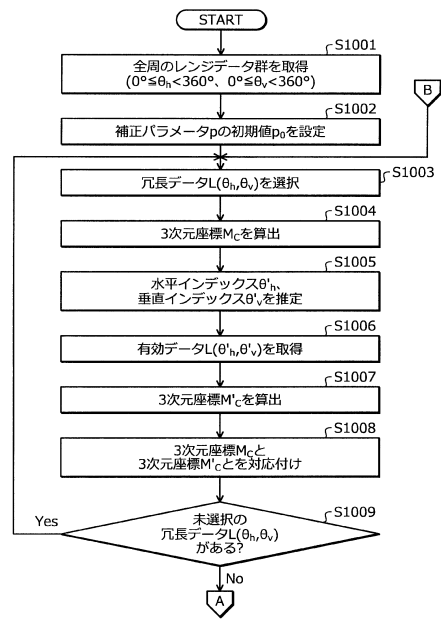 START
S1001
全周のレンジデータ群を取得
(0°≦θh<360°、0°≦θv<360°)
B
S1002
補正パラメータpの初期値p0を設定
S1003
冗長データL(θh,θv)を選択
S1004
3次元座標MCを算出
S1005
水平インデックスθ'h、
垂直インデックスθ'vを推定
S1006
有効データL(θ'h,θ'v)を取得
S1007
3次元座標M'Cを算出
S1008
3次元座標MCと
3次元座標M'Cとを対応付け
S1009
Yes
未選択の
冗長データL(θh,θv)
がある?
No
A